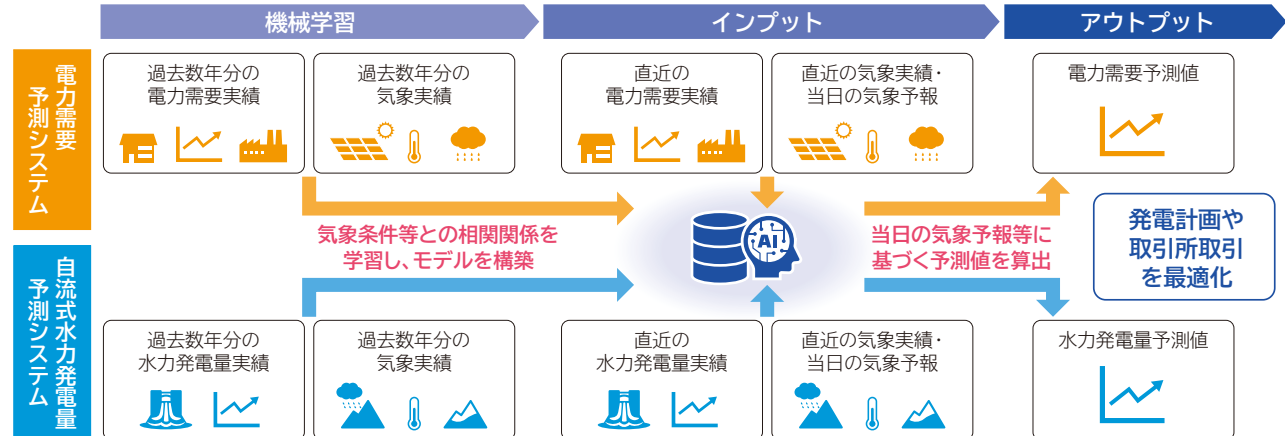 機械学習
インプット
アウトプット
電力需要
予測システム
過去数年分の
電力需要実績
過去数年分の
気象実績
直近の
電力需要実績
直近の気象実績・
当日の気象予報
電力需要予測値
気象条件等との相関関係を
学習し、モデルを構築
AI
当日の気象予報等に
基づく予測値を算出
発電計画や
取引所取引
を最適化
自流式水力発電量
予測システム
過去数年分の
水力発電量実績
過去数年分の
気象実績
直近の
水力発電量実績
直近の気象実績・
当日の気象予報
水力発電量予測値